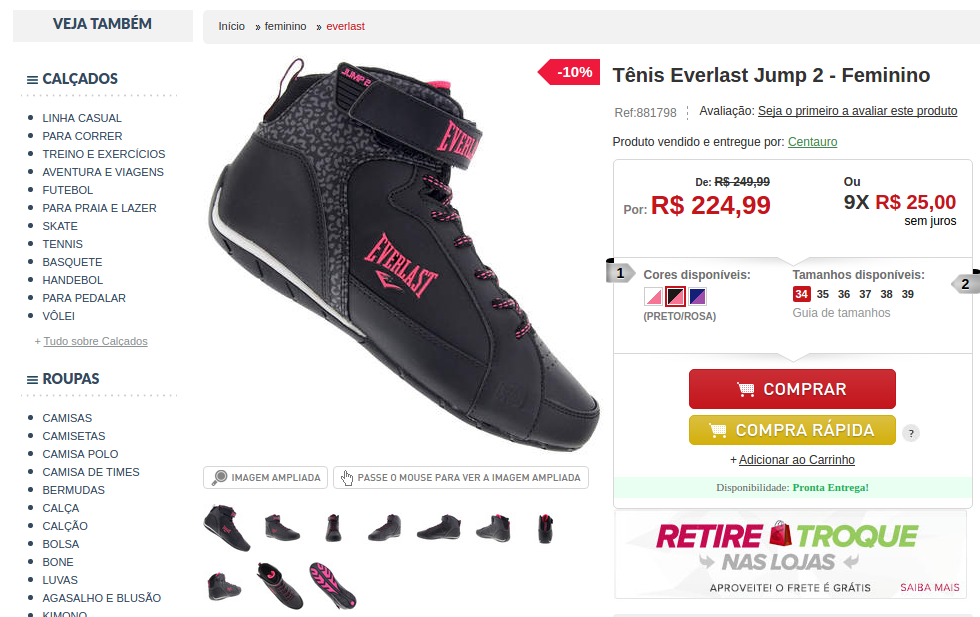 VEJA TAMBÉM
CALÇADOS
LINHA CASUAL
PARA CORRER
TREINO E EXERCÍCIOS
AVENTURA E VIAGENS
FUTEBOL
PARA PRAIA E LAZER
SKATE
TENNIS
BASQUETE
HANDEBOL
PARA PEDALAR
VÔLEI
+ Tudo sobre Calçados
ROUPAS
CAMISAS
CAMISETAS
CAMISA POLO
CAMISA DE TIMES
BERMUDAS
CALÇA
CALÇÃO
BOLSA
BONE
LUVAS
AGASALHO E BLUSÃO
KIMONO
Início » feminino » everlast
-10%
JUMP 2
EVERLAST
EVERLAST
IMAGEM AMPLIADA
PASSE O MOUSE PARA VER A IMAGEM AMPLIADA
Tênis Everlast Jump 2 - Feminino
Ref:881798
Avaliação: Seja o primeiro a avaliar este produto
Produto vendido e entregue por: Centauro
De: R$ 249,99
Por: R$ 224,99
Ou
9X R$ 25,00
sem juros
1
Cores disponíveis:
(PRETO/ROSA)
Tamanhos disponíveis:
2
34 35 36 37 38 39
Guia de tamanhos
COMPRAR
COMPRA RÁPIDA
?
+ Adicionar ao Carrinho
Disponibilidade: Pronta Entrega!
RETIRE TROQUE
NAS LOJAS
APROVEITE! O FRETE É GRÁTIS
SAIBA MAIS